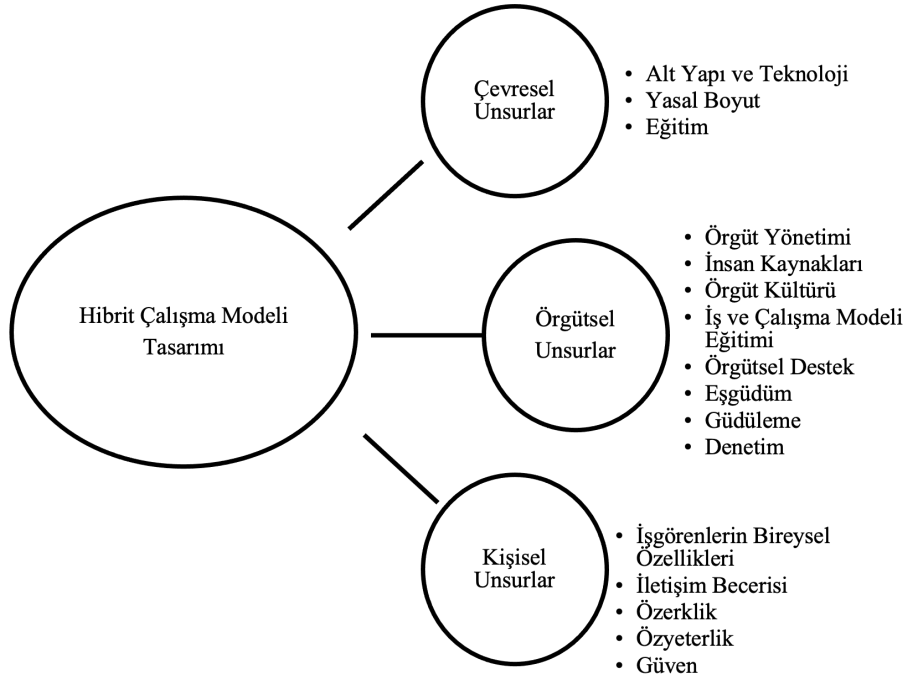 Çevresel
Unsurlar
• Alt Yapı ve Teknoloji
• Yasal Boyut
• Eğitim
Hibrit Çalışma Modeli
Tasarımı
Örgütsel
Unsurlar
• Örgüt Yönetimi
• İnsan Kaynakları
• Örgüt Kültürü
• İş ve Çalışma Modeli
Eğitimi
• Örgütsel Destek
• Eşgüdüm
• Güdüleme
• Denetim
Kişisel
Unsurlar
• İşgörenlerin Bireysel
Özellikleri
• İletişim Becerisi
• Özerklik
• Özyeterlik
• Güven